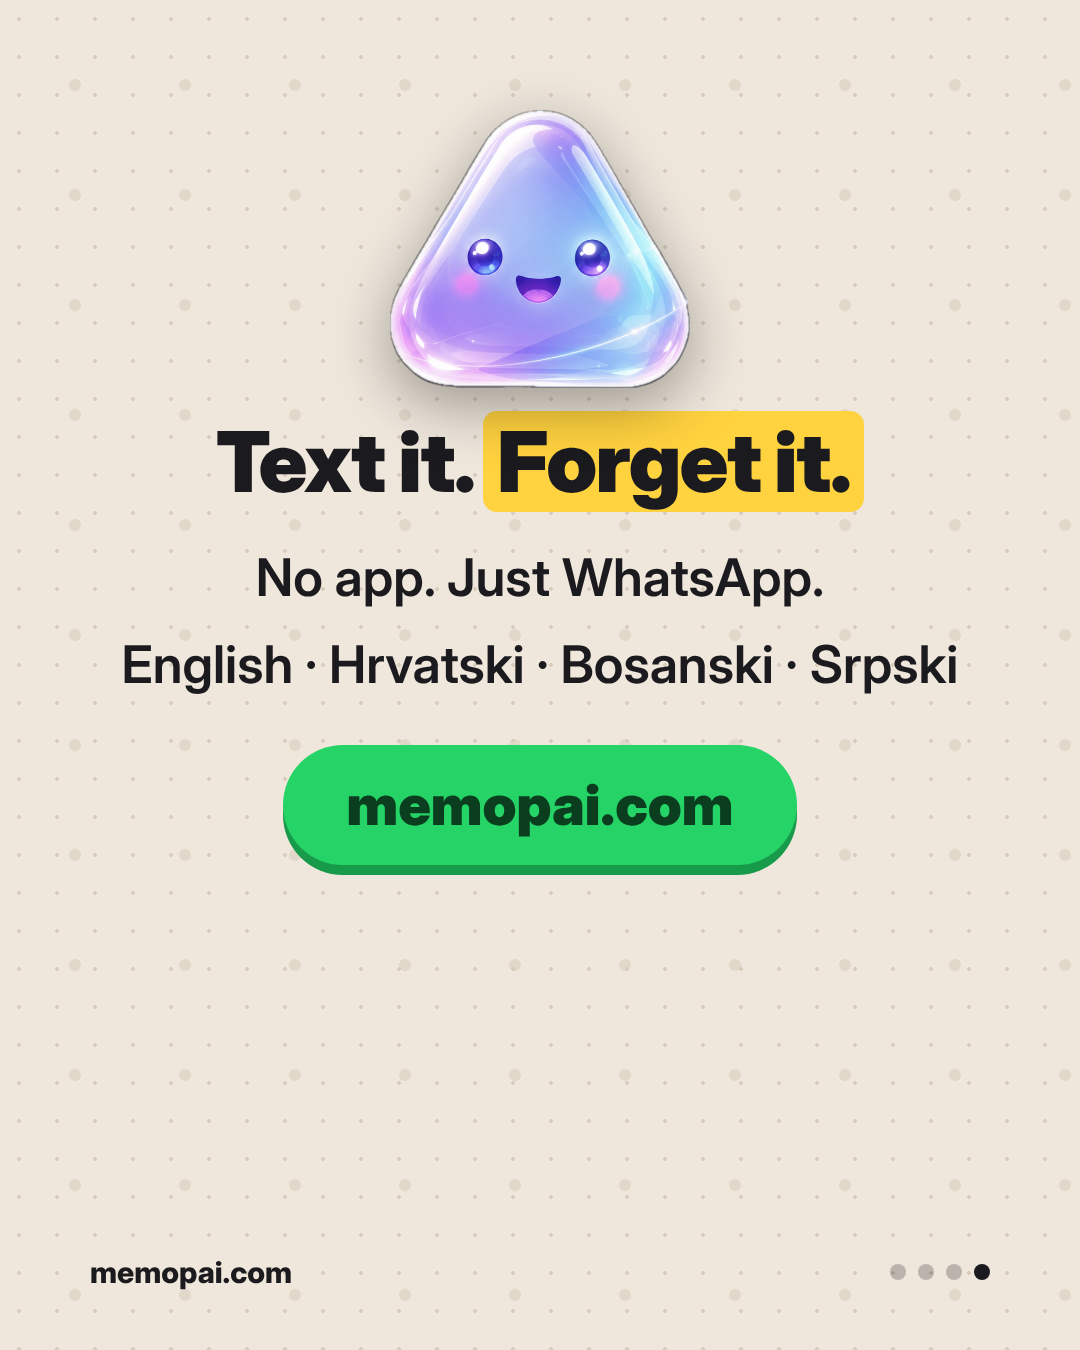 Text it. Forget it.
No app. Just WhatsApp.
English · Hrvatski · Bosanski · Srpski
memopai.com
memopai.com